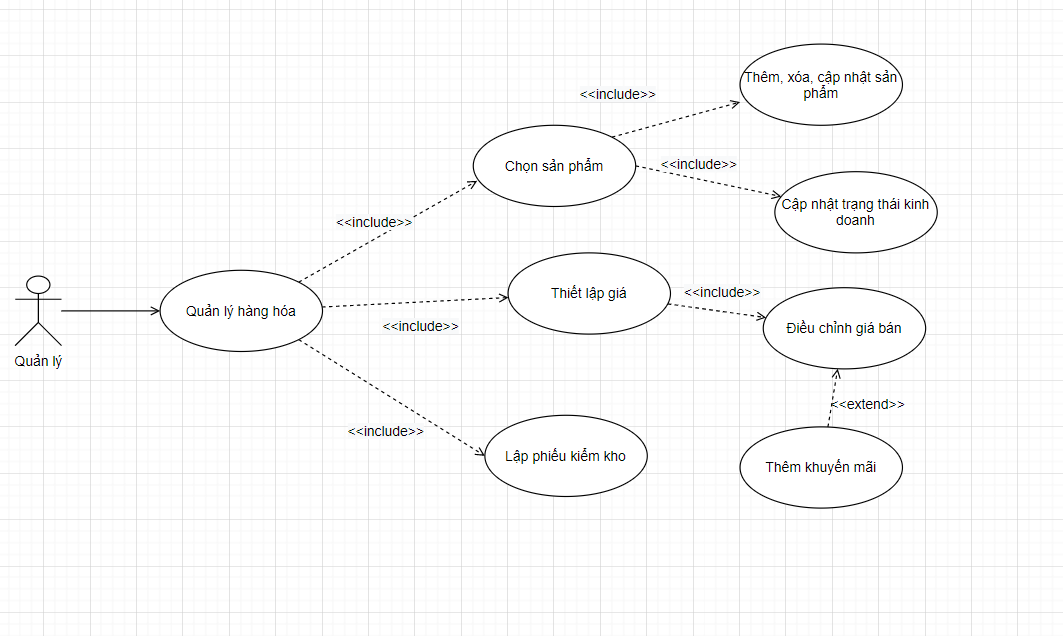 Thêm, xóa, cập nhật sản
phẩm
<<include>>
Chọn sản phẩm
<<include>>
Cập nhật trạng thái kinh
doanh
<<include>>
Thiết lập giá
<<include>>
Quản lý hàng hóa
<<include>>
Điều chỉnh giá bán
Quản lý
<<extend>>
<<include>>
Lập phiếu kiểm kho
Thêm khuyến mãi